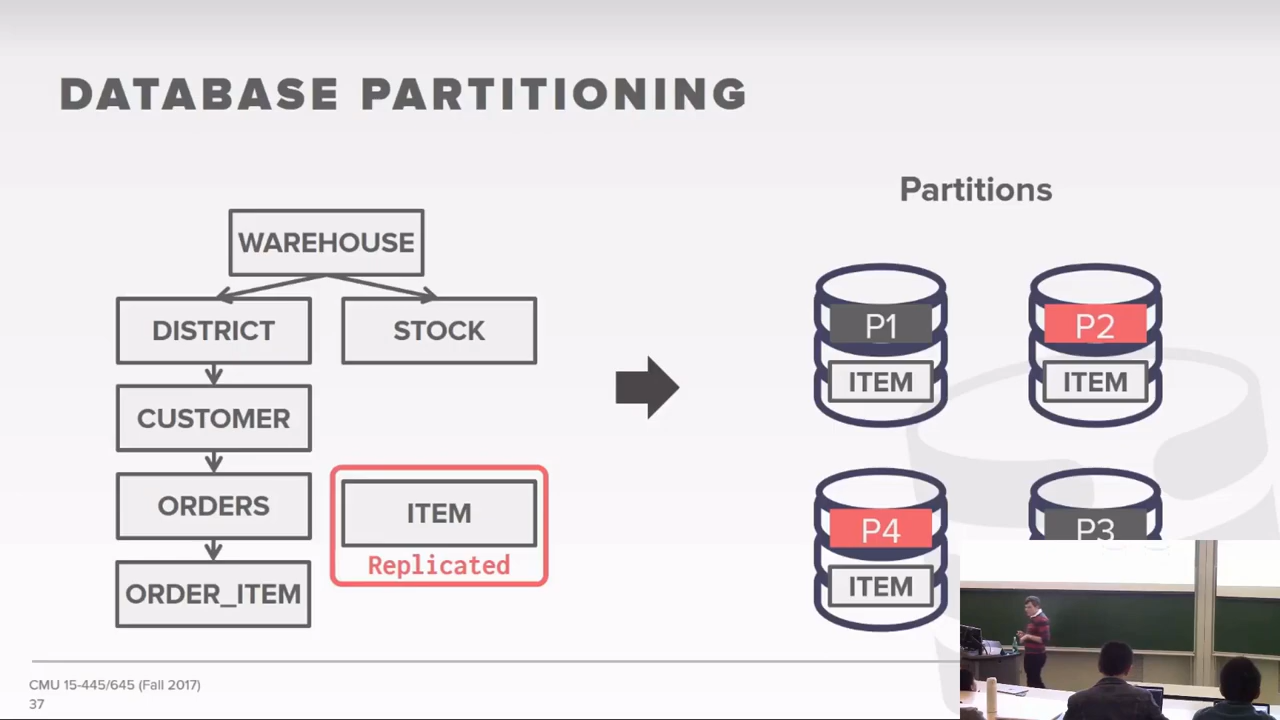 DATABASE PARTITIONING
Partitions
WAREHOUSE
DISTRICT
STOCK
CUSTOMER
ORDERS
ITEM
Replicated
ORDER_ITEM
P1
ITEM
P2
ITEM
P4
ITEM
P3
CMU 15-445/645 (Fall 2017)
37